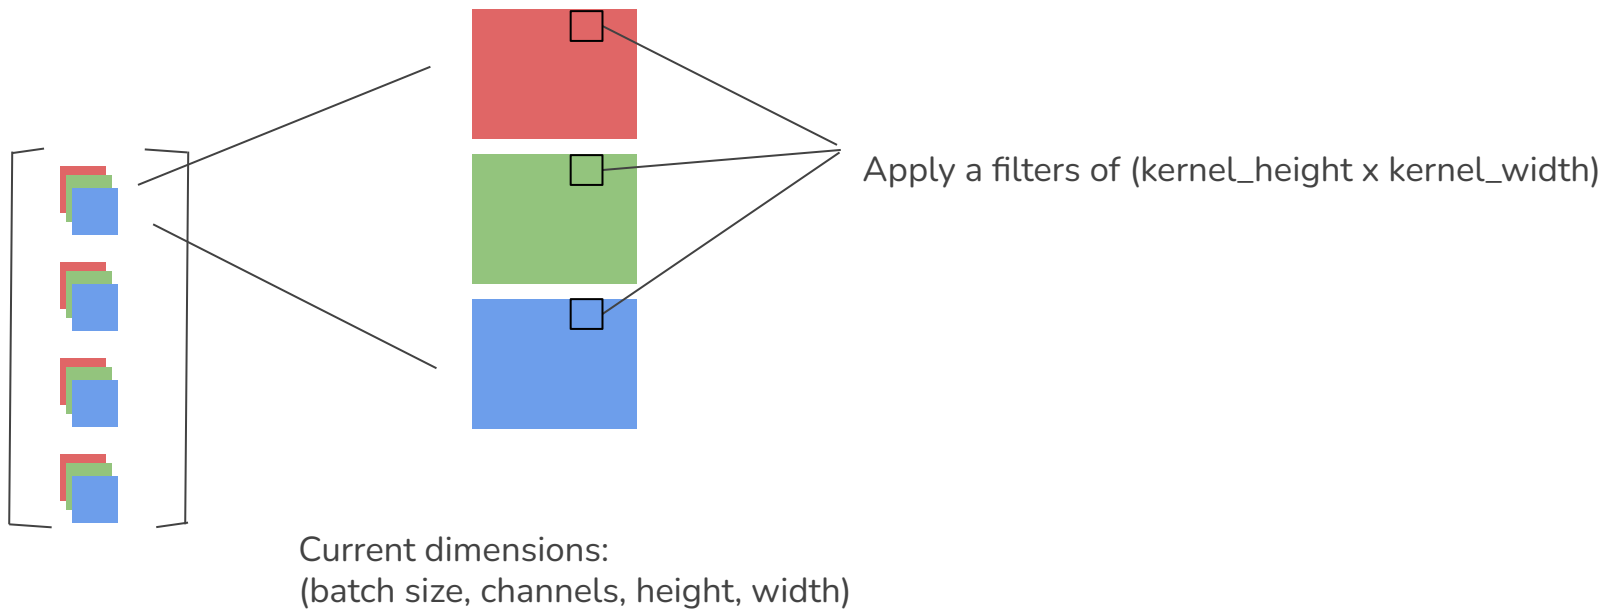 Apply a filters of (kernel_height x kernel_width)
Current dimensions:
(batch size, channels, height, width)